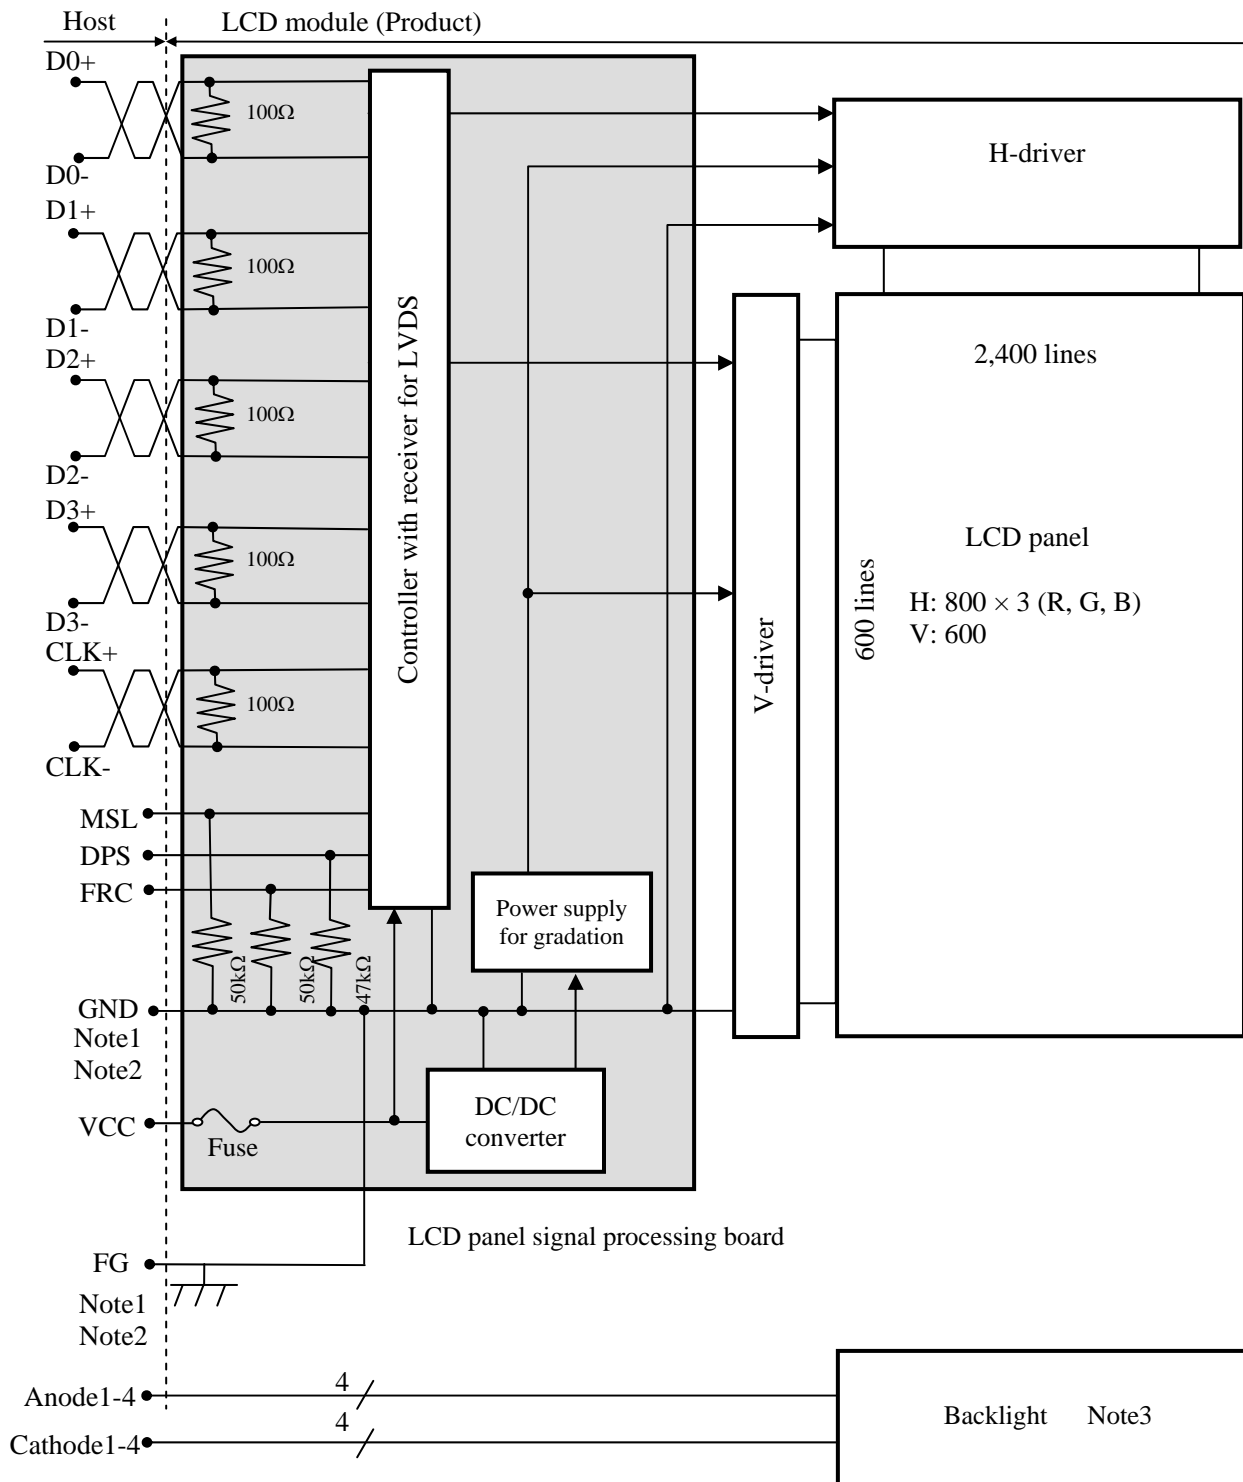 Host
LCD module (Product)
D0+
100Ω
D0-
D1+
100Ω
D1-
D2+
100Ω
D2-
D3+
100Ω
D3-
CLK+
100Ω
CLK-
MSL
DPS
FRC
50kΩ
50kΩ
47kΩ
GND
Note1
Note2
VCC
Fuse
FG
Note1
Note2
Anode1-4
4
Cathode1-4
4
Controller with receiver for LVDS
Power supply
for gradation
DC/DC
converter
LCD panel signal processing board
H-driver
V-driver
2,400 lines
600 lines
LCD panel
H: 800 × 3 (R, G, B)
V: 600
Backlight Note3